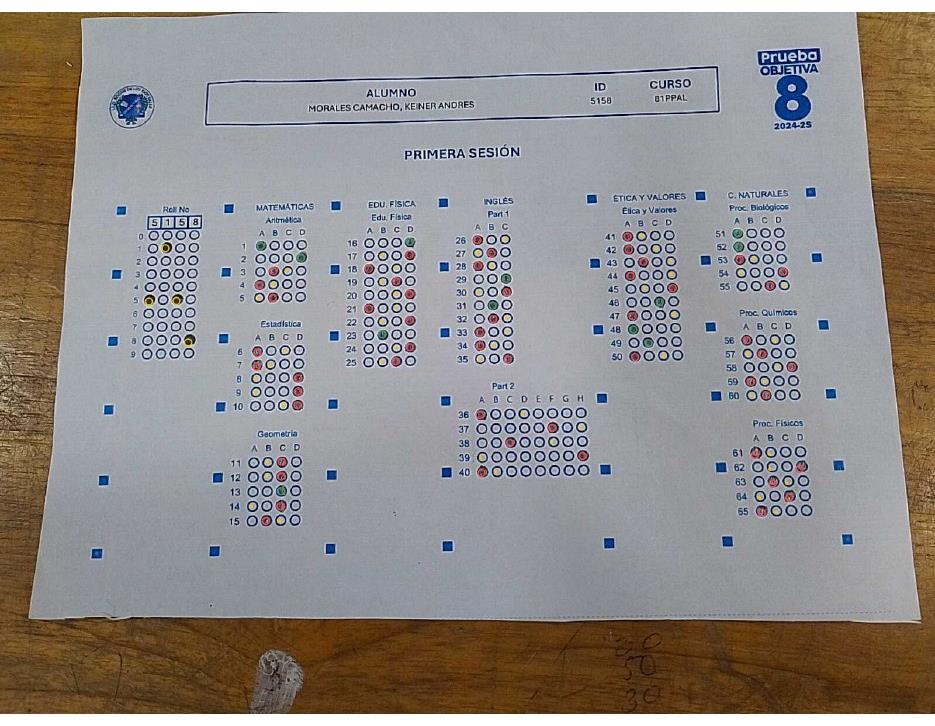 Prueba
OBJETIVA
8
2024-25
ALUMNO
MORALES CAMACHO, KEINER ANDRES
ID
5158
CURSO
81PPAL
PRIMERA SESIÓN
Roll No
5 1 5 8
0
1
2
3
4
5
6
7
8
9
MATEMÁTICAS
Aritmética
A B C D
1
2
3
4
5
Estadística
A B C D
6
7
8
9
10
Geometría
A B C D
11
12
13
14
15
EDU. FÍSICA
Edu. Física
A B C D
16
17
18
19
20
21
22
23
24
25
INGLÉS
Part 1
A B C
26
27
28
29
30
31
32
33
34
35
Part 2
A B C D E F G H
36
37
38
39
40
ÉTICA Y VALORES
Ética y Valores
A B C D
41
42
43
44
45
46
47
48
49
50
C. NATURALES
Proc. Biológicos
A B C D
51
52
53
54
55
Proc. Químicos
A B C D
56
57
58
59
60
Proc. Físicos
A B C D
61
62
63
64
65
50
30